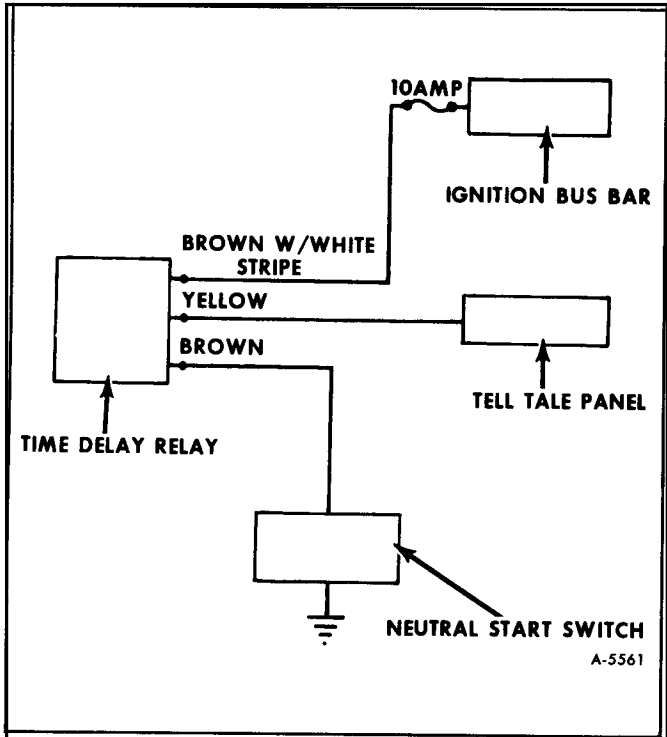 10AMP
IGNITION BUS BAR
BROWN W/WHITE
STRIPE
YELLOW
BROWN
TELL TALE PANEL
TIME DELAY RELAY
NEUTRAL START SWITCH
A-5561